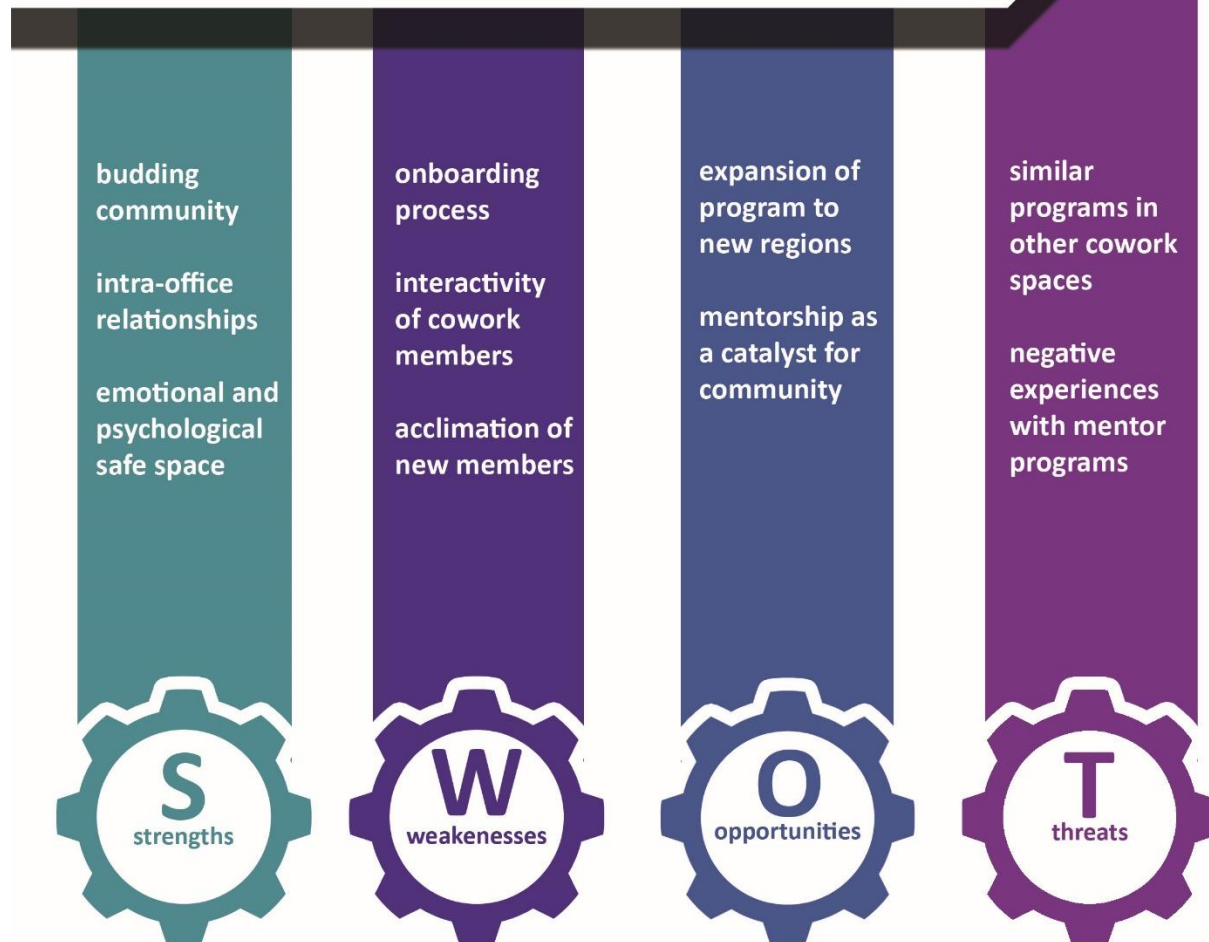 budding
community
intra-office
relationships
emotional and
psychological
safe space
S
strengths
onboarding
process
interactivity
of cowork
members
acclimation of
new members
W
weakenesses
expansion of
program to
new regions
mentorship as
a catalyst for
community
O
opportunities
similar
programs in
other cowork
spaces
negative
experiences
with mentor
programs
T
threats